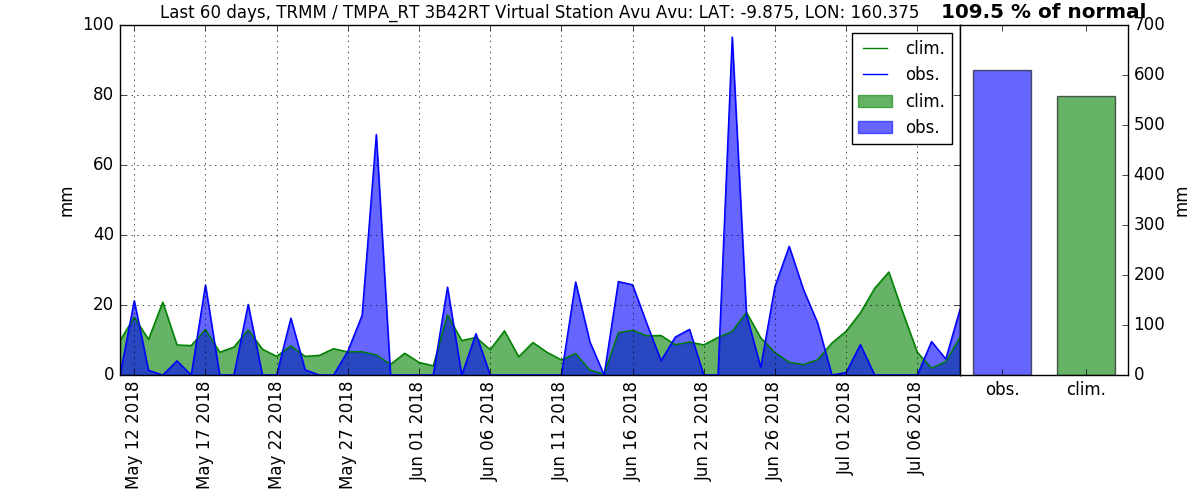 Last 60 days, TRMM / TMPA_RT 3B42RT Virtual Station Avu Avu: LAT: -9.875, LON: 160.375
109.5 % of normal
100
80
60
40
20
0
mm
clim.
obs.
clim.
obs.
700
600
500
400
300
200
100
0
mm
May 12 2018
May 17 2018
May 22 2018
May 27 2018
Jun 01 2018
Jun 06 2018
Jun 11 2018
Jun 16 2018
Jun 21 2018
Jun 26 2018
Jul 01 2018
Jul 06 2018
obs.
clim.